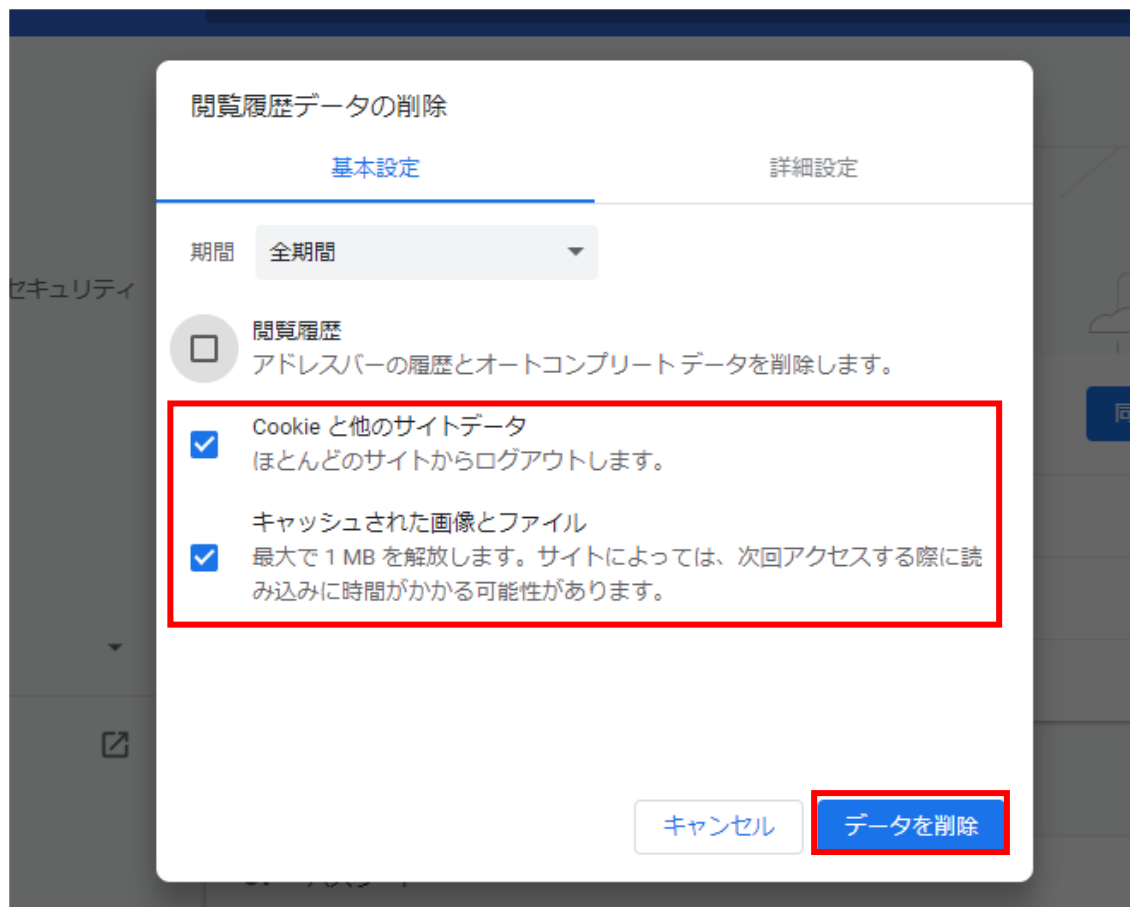 閲覧履歴データの削除
基本設定
詳細設定
期間
全期間
セキュリティ
閲覧履歴
アドレスバーの履歴とオートコンプリート データを削除します。
同
Cookie と他のサイトデータ
ほとんどのサイトからログアウトします。
キャッシュされた画像とファイル
最大で 1 MB を解放します。サイトによっては、次回アクセスする際に読
み込みに時間がかかる可能性があります。
キャンセル
データを削除